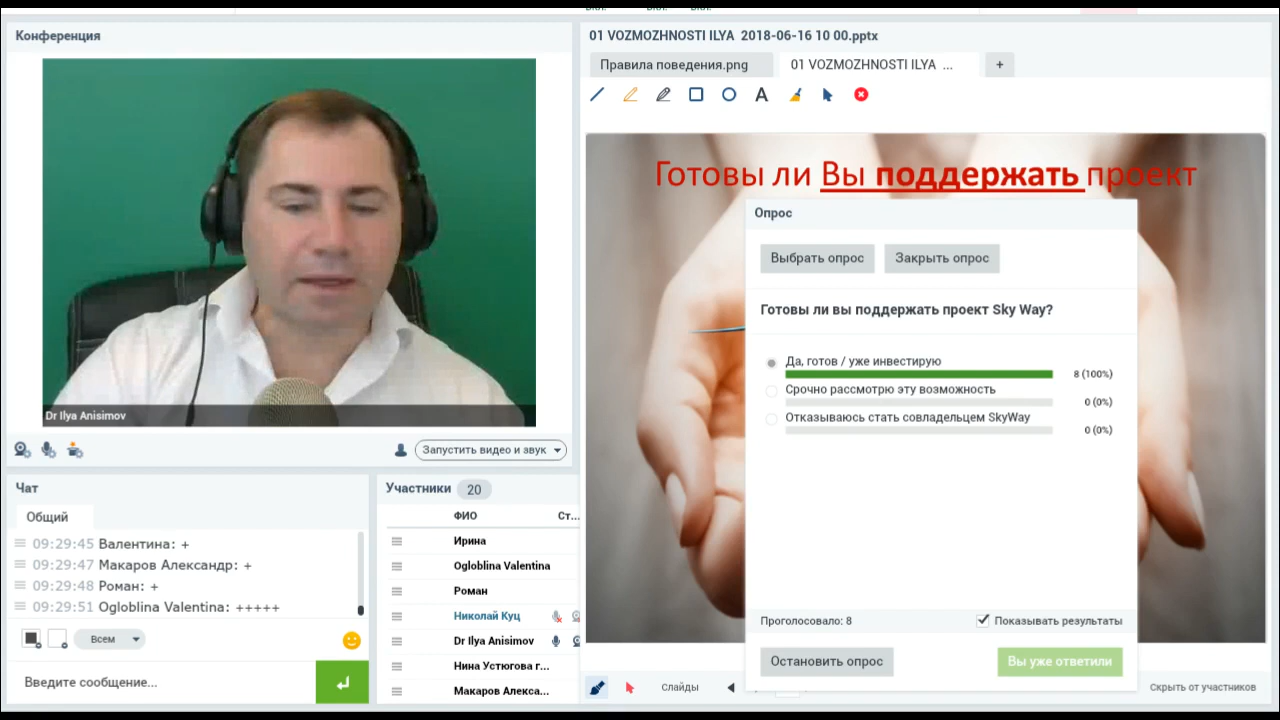 Конференция
Dr Ilya Anisimov
Запустить видео и звук
Чат
Общий
09:29:45 Валентина: +
09:29:47 Макаров Александр: +
09:29:48 Роман: +
09:29:51 Ogloblina Valentina: +++++
Всем
Введите сообщение...
Участники 20
ФИО Ст...
Ирина
Ogloblina Valentina
Роман
Николай Куц
Dr Ilya Anisimov
Нина Устюгова г...
Макаров Алекса...
01 VOZMOZHNOSTI ILYA 2018-06-16 10 00.pptx
Правила поведения.png
01 VOZMOZHNOSTI ILYA ...
+
A
Готовы ли Вы поддержать проект
Опрос
Выбрать опрос
Закрыть опрос
Готовы ли вы поддержать проект Sky Way?
Да, готов / уже инвестирую
8 (100%)
Срочно рассмотрю эту возможность
0 (0%)
Отказываюсь стать совладельцем SkyWay
0 (0%)
Проголосовало: 8
Показывать результаты
Остановить опрос
Вы уже ответили
Слайды
Скрыть от участников